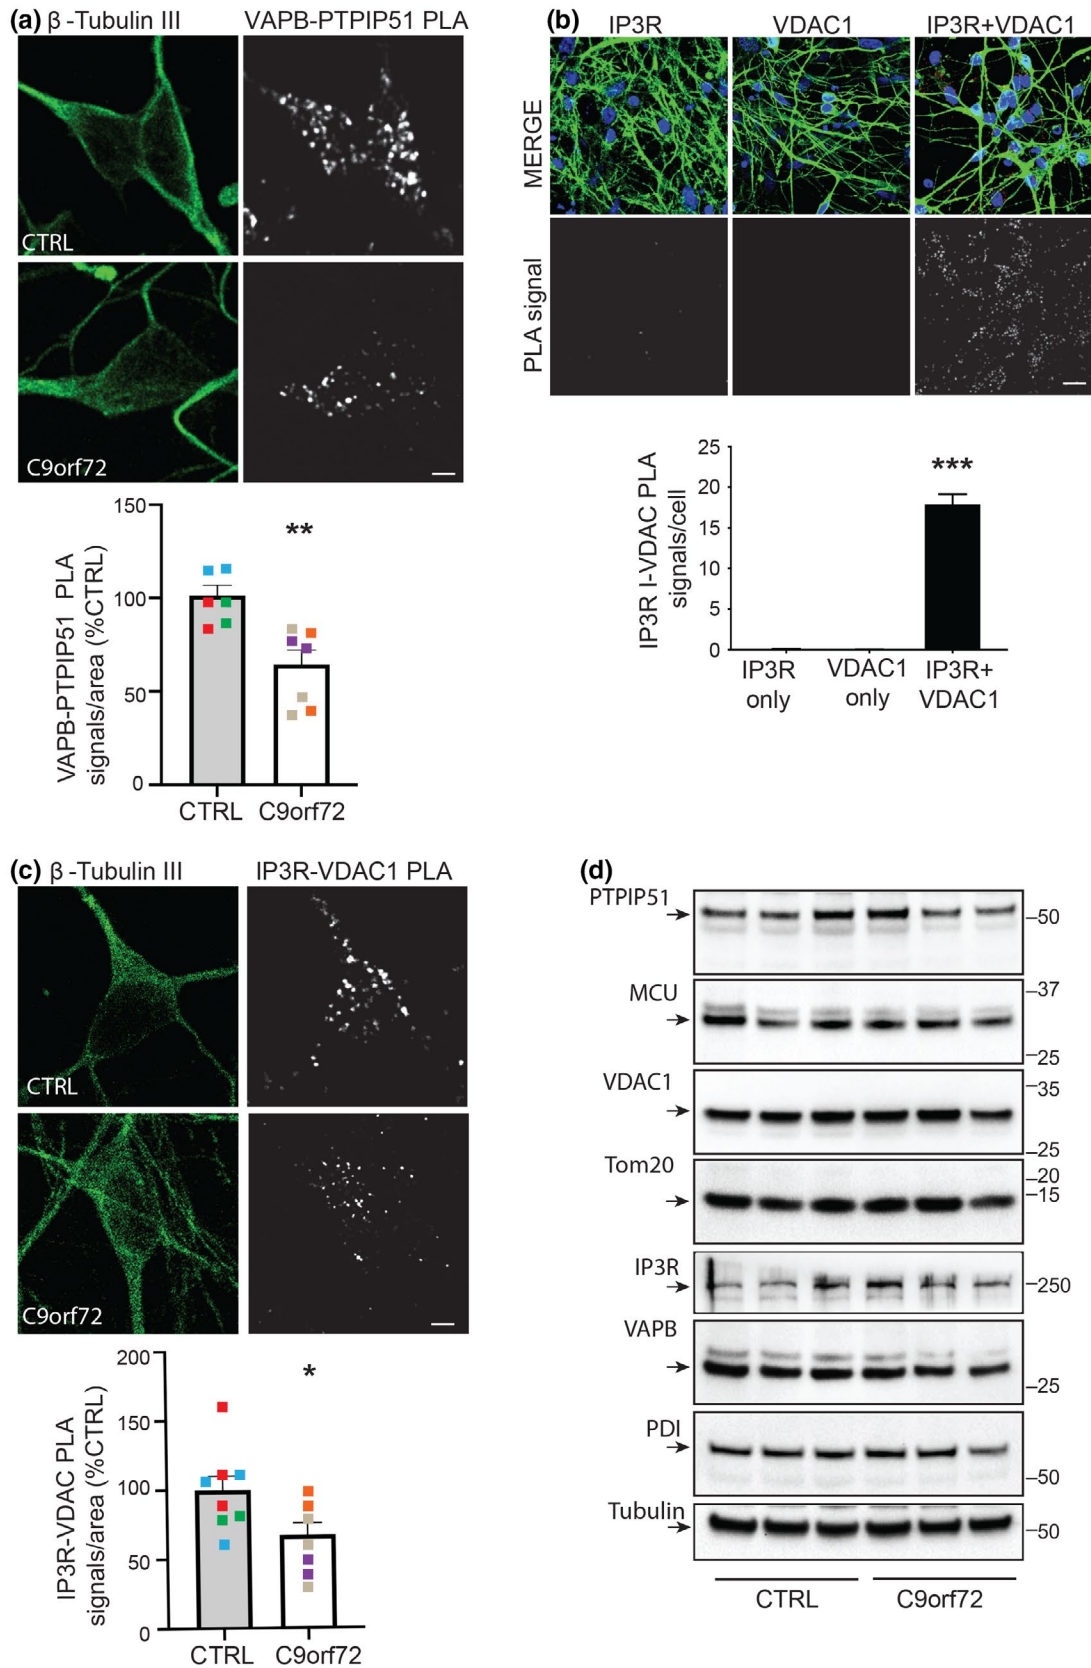 (a) β-Tubulin III VAPB-PTPIP51 PLA
CTRL
C9orf72
VAPB-PTPIP51 PLA
signals/area (%CTRL)
150
**
100
50
0
CTRL C9orf72
(b) IP3R VDAC1 IP3R+VDAC1
MERGE
PLA signal
IP3R I-VDAC PLA
signals/cell
25
***
20
15
10
5
0
IP3R VDAC1 IP3R+
only only VDAC1
(c) β-Tubulin III IP3R-VDAC1 PLA
CTRL
C9orf72
IP3R-VDAC PLA
signals/area (%CTRL)
200
*
150
100
50
0
CTRL C9orf72
(d)
PTPIP51 –50
MCU –37
–25
VDAC1 –35
–25
Tom20 –20
–15
IP3R –250
VAPB
–25
PDI
–50
Tubulin –50
CTRL C9orf72